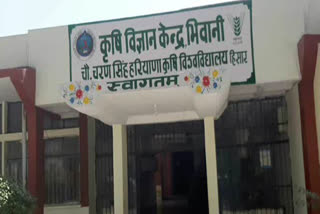 कृषि विज्ञान केन्द्र, भिवानी
चौ. चरण सिंह हरियाणा कृषि विश्वविद्यालय हिसार
स्वागतम